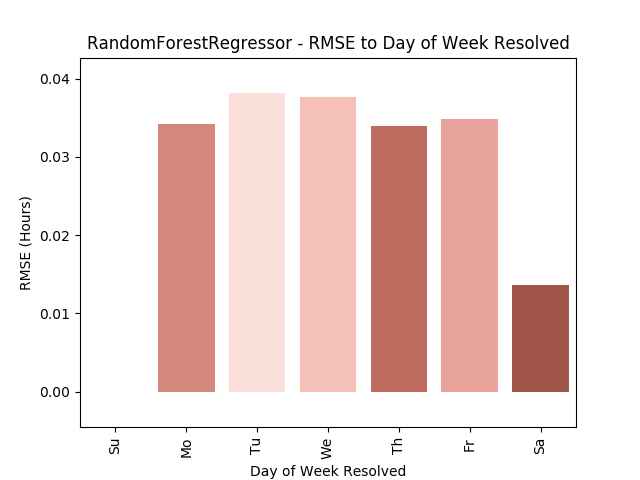 RandomForestRegressor - RMSE to Day of Week Resolved
0.04
0.03
0.02
0.01
0.00
RMSE (Hours)
Su Mo Tu We Th Fr Sa
Day of Week Resolved